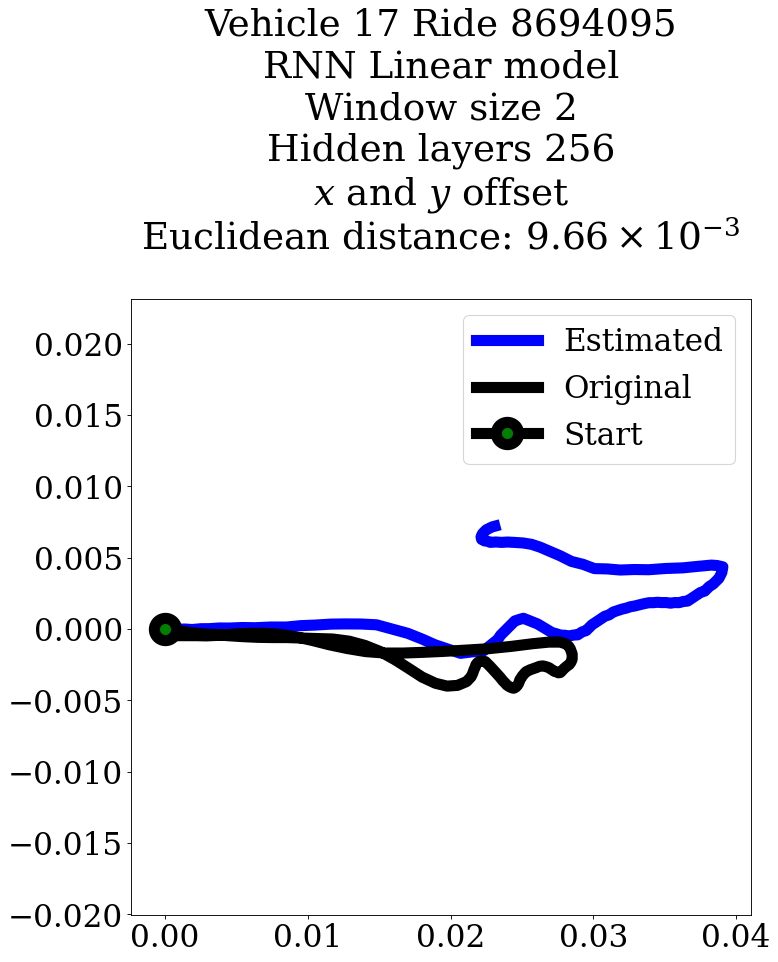 Vehicle 17 Ride 8694095
RNN Linear model
Window size 2
Hidden layers 256
x and y offset
Euclidean distance: 9.66 × 10⁻³
Estimated
Original
Start
0.020
0.015
0.010
0.005
0.000
−0.005
−0.010
−0.015
−0.020
0.00 0.01 0.02 0.03 0.04